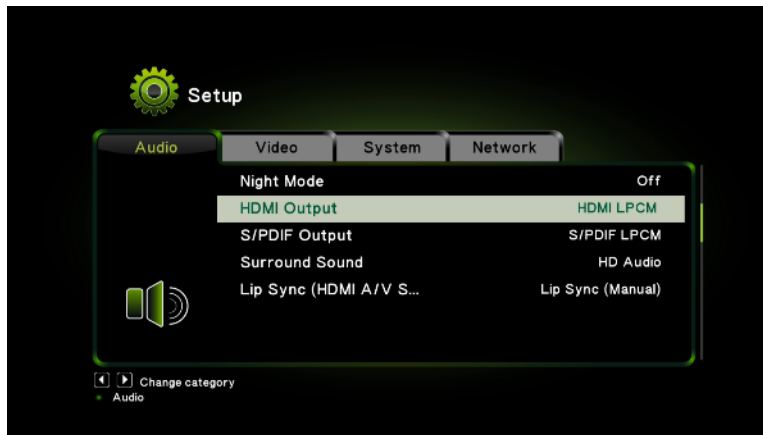 Setup
Audio Video System Network
Night Mode Off
HDMI Output HDMI LPCM
S/PDIF Output S/PDIF LPCM
Surround Sound HD Audio
Lip Sync (HDMI A/V S... Lip Sync (Manual)
Change category
Audio